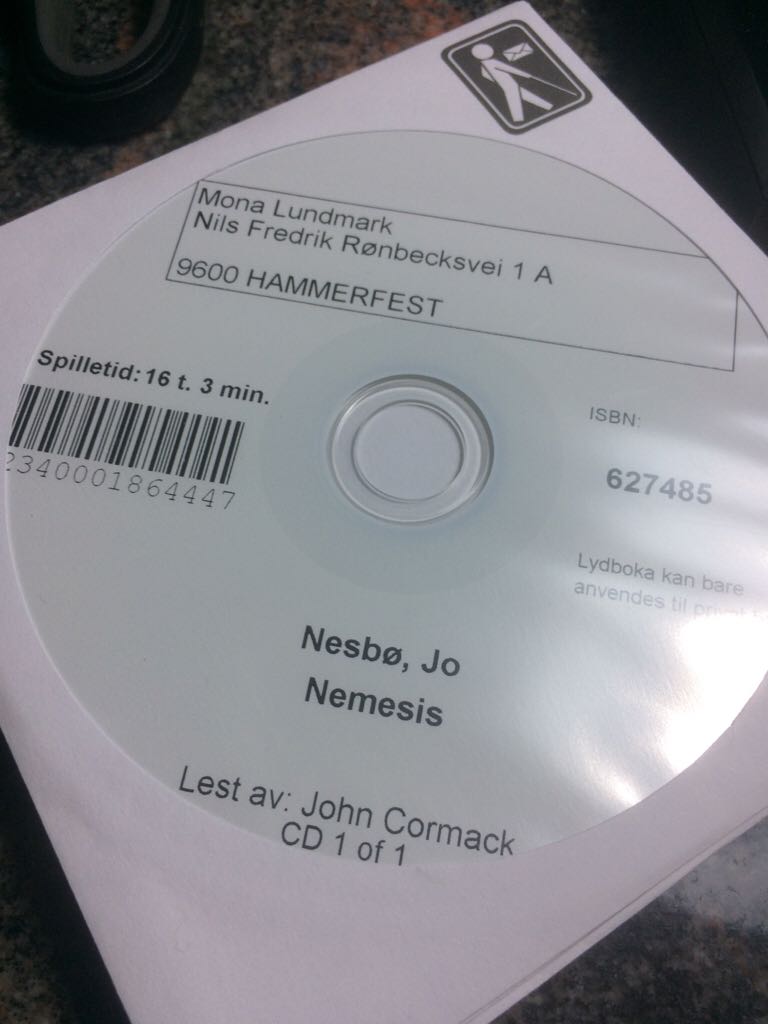 Mona Lundmark
Nils Fredrik Rønbecksvei 1 A
9600 HAMMERFEST
Spilletid: 16 t. 3 min.
2340001864447
ISBN:
627485
Lydboka kan bare
anvendes til privat
Nesbø, Jo
Nemesis
Lest av: John Cormack
CD 1 of 1